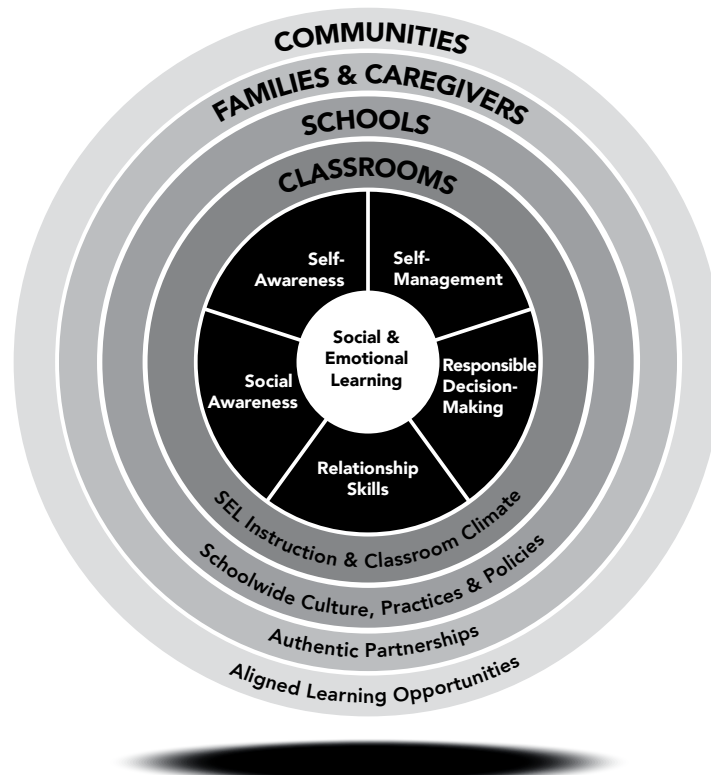 COMMUNITIES
FAMILIES & CAREGIVERS
SCHOOLS
CLASSROOMS
Self-
Awareness
Self-
Management
Social &
Emotional
Learning
Social
Awareness
Responsible
Decision-
Making
Relationship
Skills
SEL Instruction & Classroom Climate
Schoolwide Culture, Practices & Policies
Authentic Partnerships
Aligned Learning Opportunities